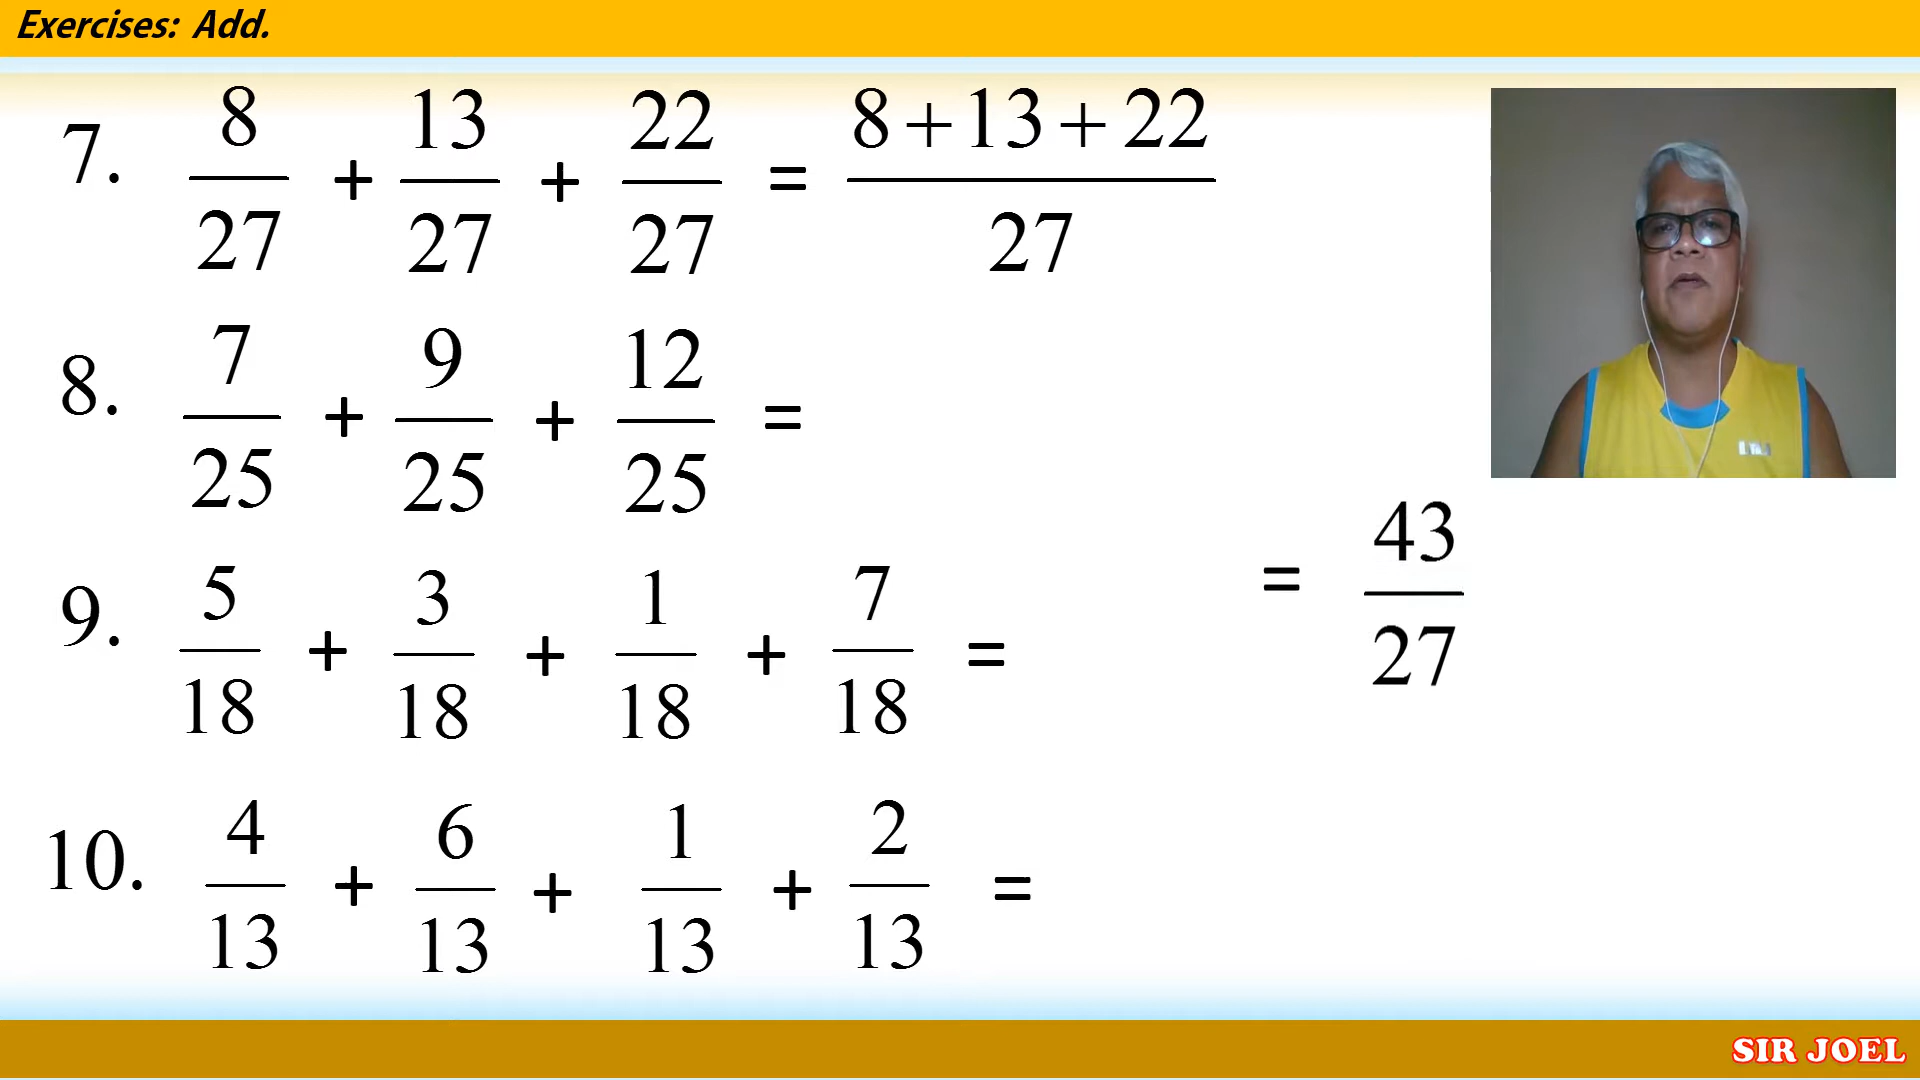 Exercises: Add.
7. 8/27 + 13/27 + 22/27 = 8+13+22/27
8. 7/25 + 9/25 + 12/25 =
= 43/27
9. 5/18 + 3/18 + 1/18 + 7/18 =
10. 4/13 + 6/13 + 1/13 + 2/13 =
SIR JOEL